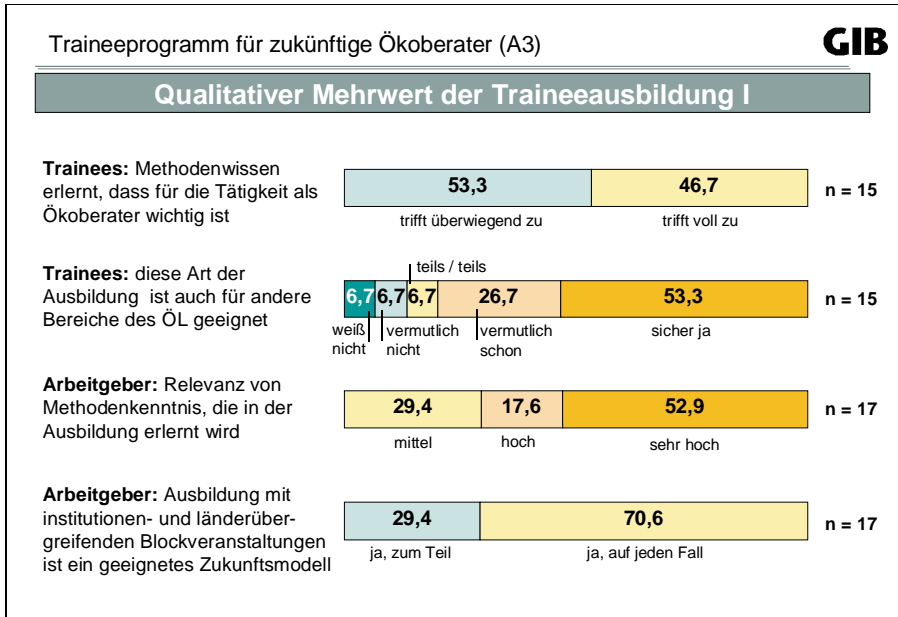 Traineeprogramm für zukünftige Ökoberater (A3)
GIB
Qualitativer Mehrwert der Traineeausbildung I
Trainees: Methodenwissen
erlernt, dass für die Tätigkeit als
Ökoberater wichtig ist
53,3
46,7
n = 15
trifft überwiegend zu
trifft voll zu
Trainees: diese Art der
Ausbildung ist auch für andere
Bereiche des ÖL geeignet
teils / teils
6,7
6,7
6,7
26,7
53,3
n = 15
weiß
nicht
vermutlich
nicht
vermutlich
schon
sicher ja
Arbeitgeber: Relevanz von
Methodenkenntnis, die in der
Ausbildung erlernt wird
29,4
17,6
52,9
n = 17
mittel
hoch
sehr hoch
Arbeitgeber: Ausbildung mit
institutionen- und länderüber-
greifenden Blockveranstaltungen
ist ein geeignetes Zukunftsmodell
29,4
70,6
n = 17
ja, zum Teil
ja, auf jeden Fall